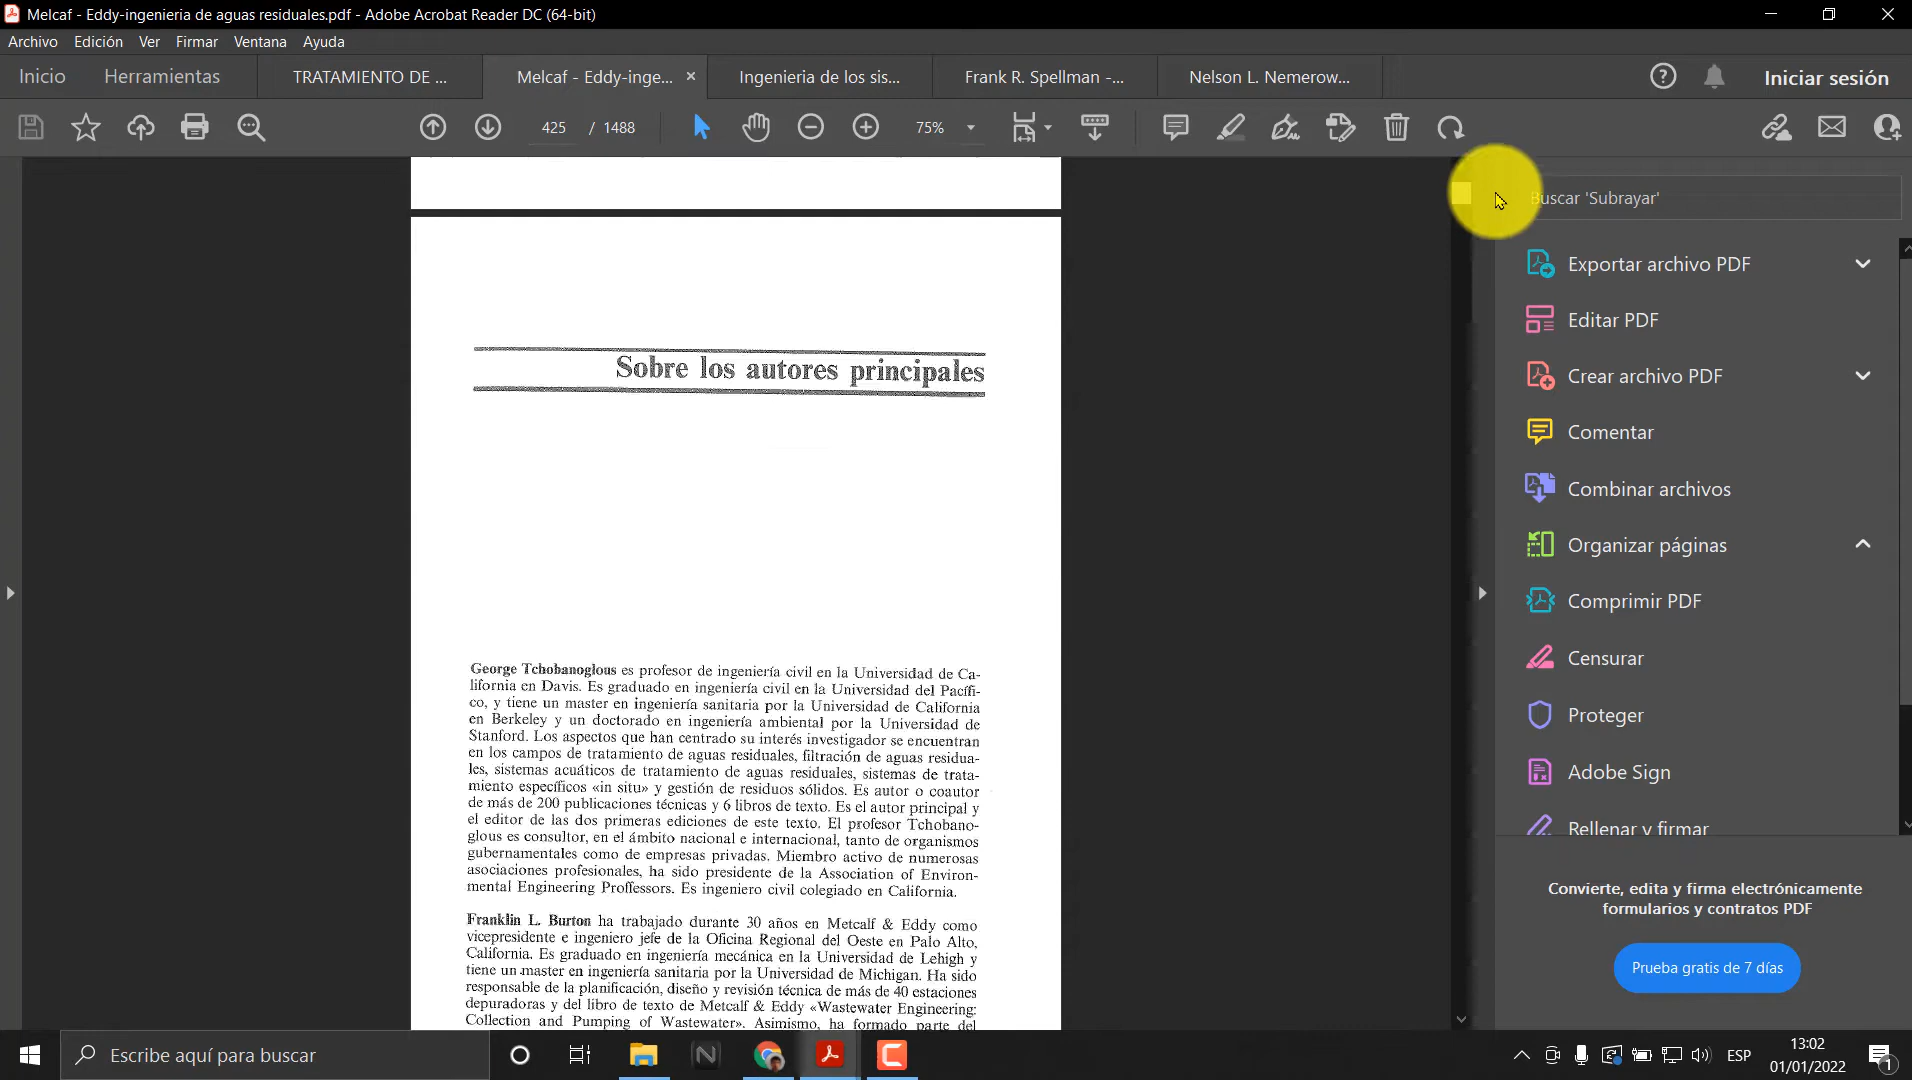 Melcaf - Eddy-ingenieria de aguas residuales.pdf - Adobe Acrobat Reader DC (64-bit)
Archivo Edición Ver Firmar Ventana Ayuda
Inicio Herramientas TRATAMIENTO DE ... Melcaf - Eddy-inge... × Ingenieria de los sis... Frank R. Spellman -... Nelson L. Nemerow... Iniciar sesión
425 / 1488 75%
Buscar 'Subrayar'
Exportar archivo PDF
Editar PDF
Crear archivo PDF
Comentar
Combinar archivos
Organizar páginas
Comprimir PDF
Censurar
Proteger
Adobe Sign
Rellenar y firmar
Convierte, edita y firma electrónicamente
formularios y contratos PDF
Prueba gratis de 7 días
Sobre los autores principales
George Tchobanoglous es profesor de ingeniería civil en la Universidad de Ca-
lifornia en Davis. Es graduado en ingeniería civil en la Universidad del Pacífi-
co, y tiene un master en ingeniería sanitaria por la Universidad de California
en Berkeley y un doctorado en ingeniería ambiental por la Universidad de
Stanford. Los aspectos que han centrado su interés investigador se encuentran
en los campos de tratamiento de aguas residuales, filtración de aguas residua-
les, sistemas acuáticos de tratamiento de aguas residuales, sistemas de trata-
miento específicos «in situ» y gestión de residuos sólidos. Es autor o coautor
de más de 200 publicaciones técnicas y 6 libros de texto. Es el autor principal y
el editor de las dos primeras ediciones de este texto. El profesor Tchobano-
glous es consultor, en el ámbito nacional e internacional, tanto de organismos
gubernamentales como de empresas privadas. Miembro activo de numerosas
asociaciones profesionales, ha sido presidente de la Association of Environ-
mental Engineering Proffessors. Es ingeniero civil colegiado en California.
Franklin L. Burton ha trabajado durante 30 años en Metcalf & Eddy como
vicepresidente e ingeniero jefe de la Oficina Regional del Oeste en Palo Alto,
California. Es graduado en ingeniería mecánica en la Universidad de Lehigh y
tiene un master en ingeniería sanitaria por la Universidad de Michigan. Ha sido
responsable de la planificación, diseño y revisión técnica de más de 40 estaciones
depuradoras y del libro de texto de Metcalf & Eddy «Wastewater Engineering:
Collection and Pumping of Wastewater». Asimismo, ha formado parte del
Escribe aquí para buscar
ESP
13:02
01/01/2022
1